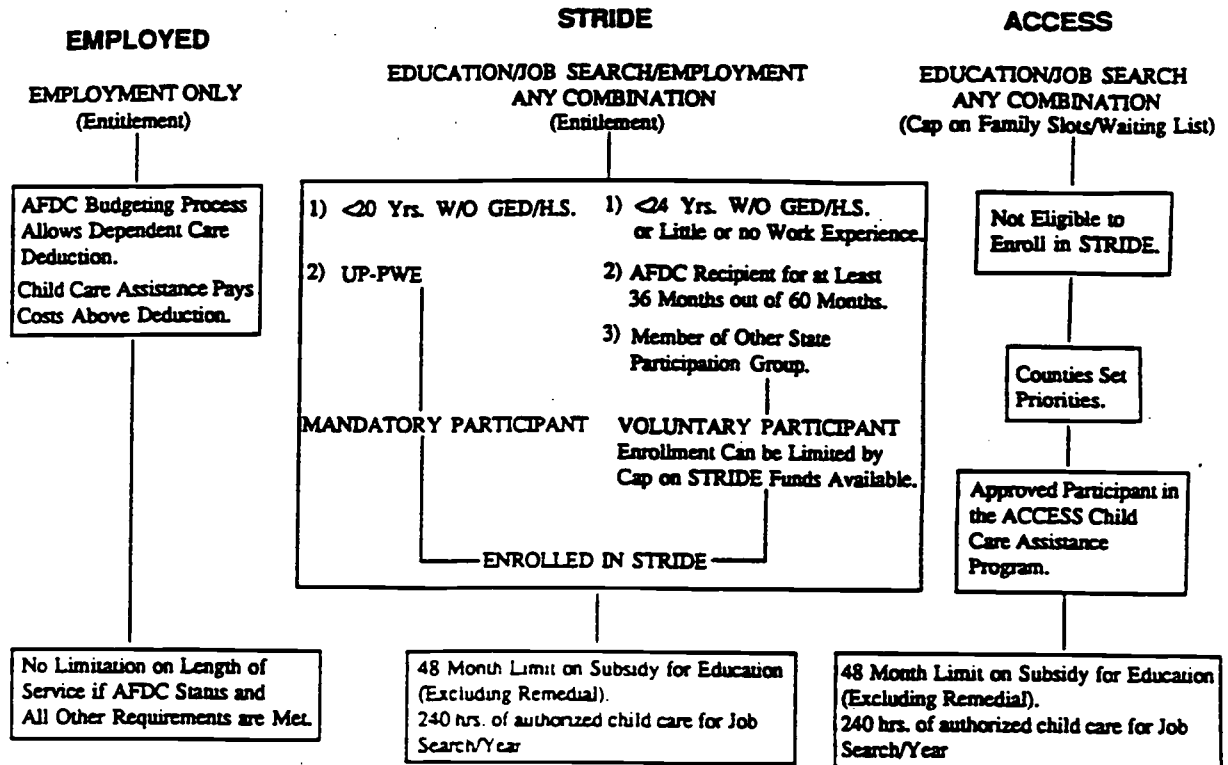 EMPLOYED
EMPLOYMENT ONLY
(Entitlement)
AFDC Budgeting Process
Allows Dependent Care
Deduction.
Child Care Assistance Pays
Costs Above Deduction.
No Limitation on Length of
Service if AFDC Status and
All Other Requirements are Met.
STRIDE
EDUCATION/JOB SEARCH/EMPLOYMENT
ANY COMBINATION
(Entitlement)
1) <20 Yrs. W/O GED/H.S.
2) UP-PWE
MANDATORY PARTICIPANT
1) <24 Yrs. W/O GED/H.S.
or Little or no Work Experience.
2) AFDC Recipient for at Least
36 Months out of 60 Months.
3) Member of Other State
Participation Group.
VOLUNTARY PARTICIPANT
Enrollment Can be Limited by
Cap on STRIDE Funds Available.
ENROLLED IN STRIDE
48 Month Limit on Subsidy for Education
(Excluding Remedial).
240 hrs. of authorized child care for Job
Search/Year
ACCESS
EDUCATION/JOB SEARCH
ANY COMBINATION
(Cap on Family Slots/Waiting List)
Not Eligible to
Enroll in STRIDE.
Counties Set
Priorities.
Approved Participant in
the ACCESS Child
Care Assistance
Program.
48 Month Limit on Subsidy for Education
(Excluding Remedial).
240 hrs. of authorized child care for Job
Search/Year